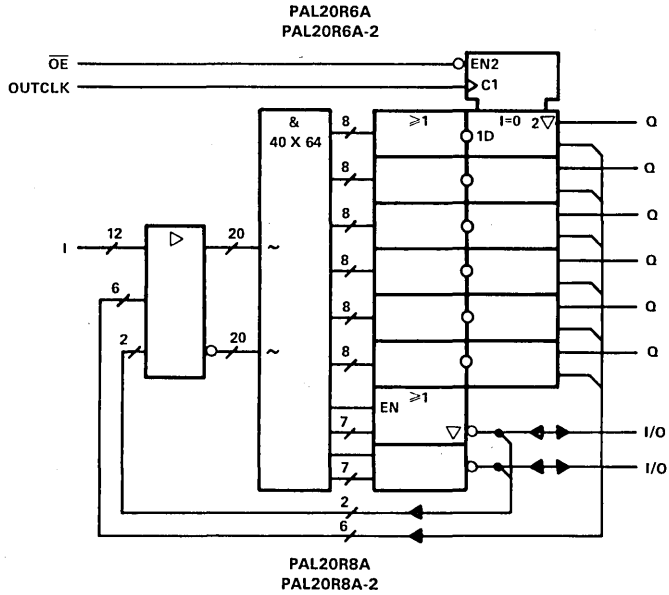 PAL20R6A
PAL20R6A-2
OE
EN2
OUTCLK
C1
&
40 X 64
8
≥1
1D
I=0
2
Q
8
Q
8
Q
8
Q
8
Q
8
Q
I
12
20
~
6
2
20
~
EN
≥1
7
I/O
7
I/O
2
6
PAL20R8A
PAL20R8A-2